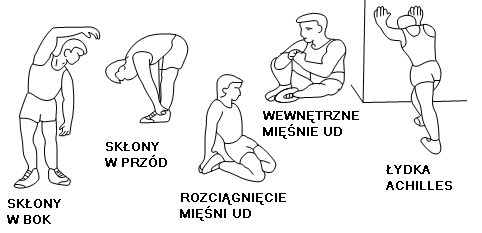 SKŁONY
W BOK
SKŁONY
W PRZÓD
ROZCIĄGNIĘCIE
MIĘŚNI UD
WEWNĘTRZNE
MIĘŚNIE UD
ŁYDKA
ACHILLES